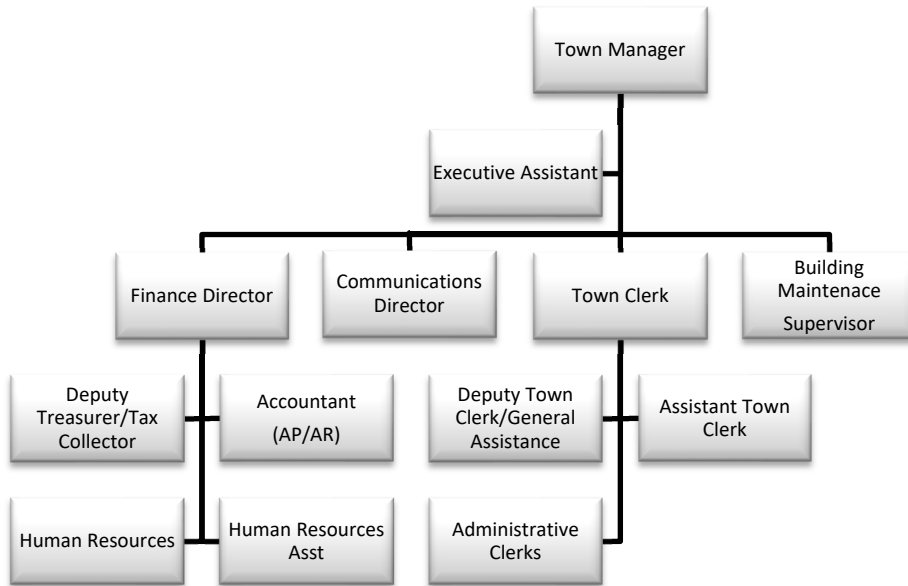 Town Manager
Executive Assistant
Finance Director
Communications
Director
Town Clerk
Building
Maintenace
Supervisor
Deputy
Treasurer/Tax
Collector
Accountant
(AP/AR)
Deputy Town
Clerk/General
Assistance
Assistant Town
Clerk
Human Resources
Human Resources
Asst
Administrative
Clerks